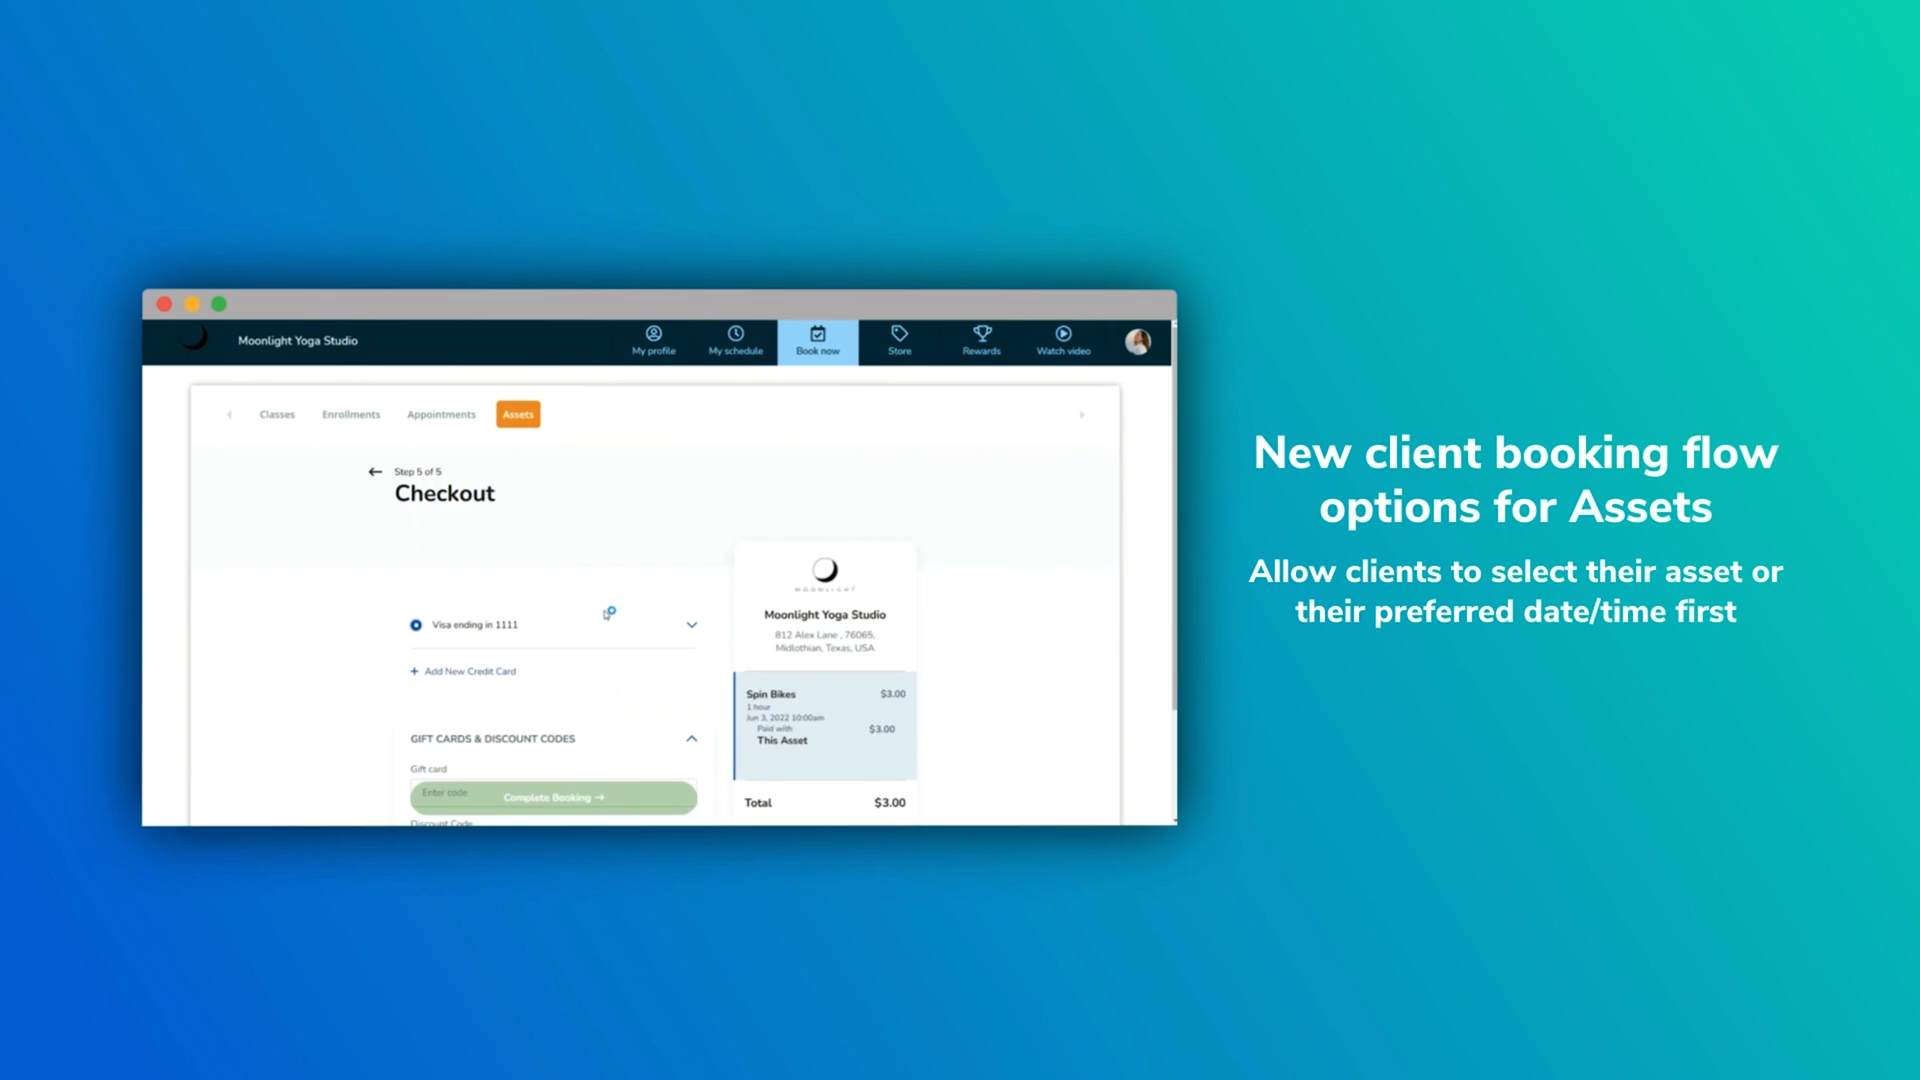 Moonlight Yoga Studio
My profile
My schedule
Book now
Store
Rewards
Watch video
Classes
Enrollments
Appointments
Assets
Step 5 of 5
Checkout
Visa ending in 1111
+ Add New Credit Card
GIFT CARDS & DISCOUNT CODES
Gift card
Enter code
Complete Booking →
Discount Code
MOONLIGHT
Moonlight Yoga Studio
812 Alex Lane , 76065,
Midlothian, Texas, USA
Spin Bikes $3.00
1 hour
Jun 3, 2022 10:00am
Paid with $3.00
This Asset
Total $3.00
New client booking flow
options for Assets
Allow clients to select their asset or
their preferred date/time first